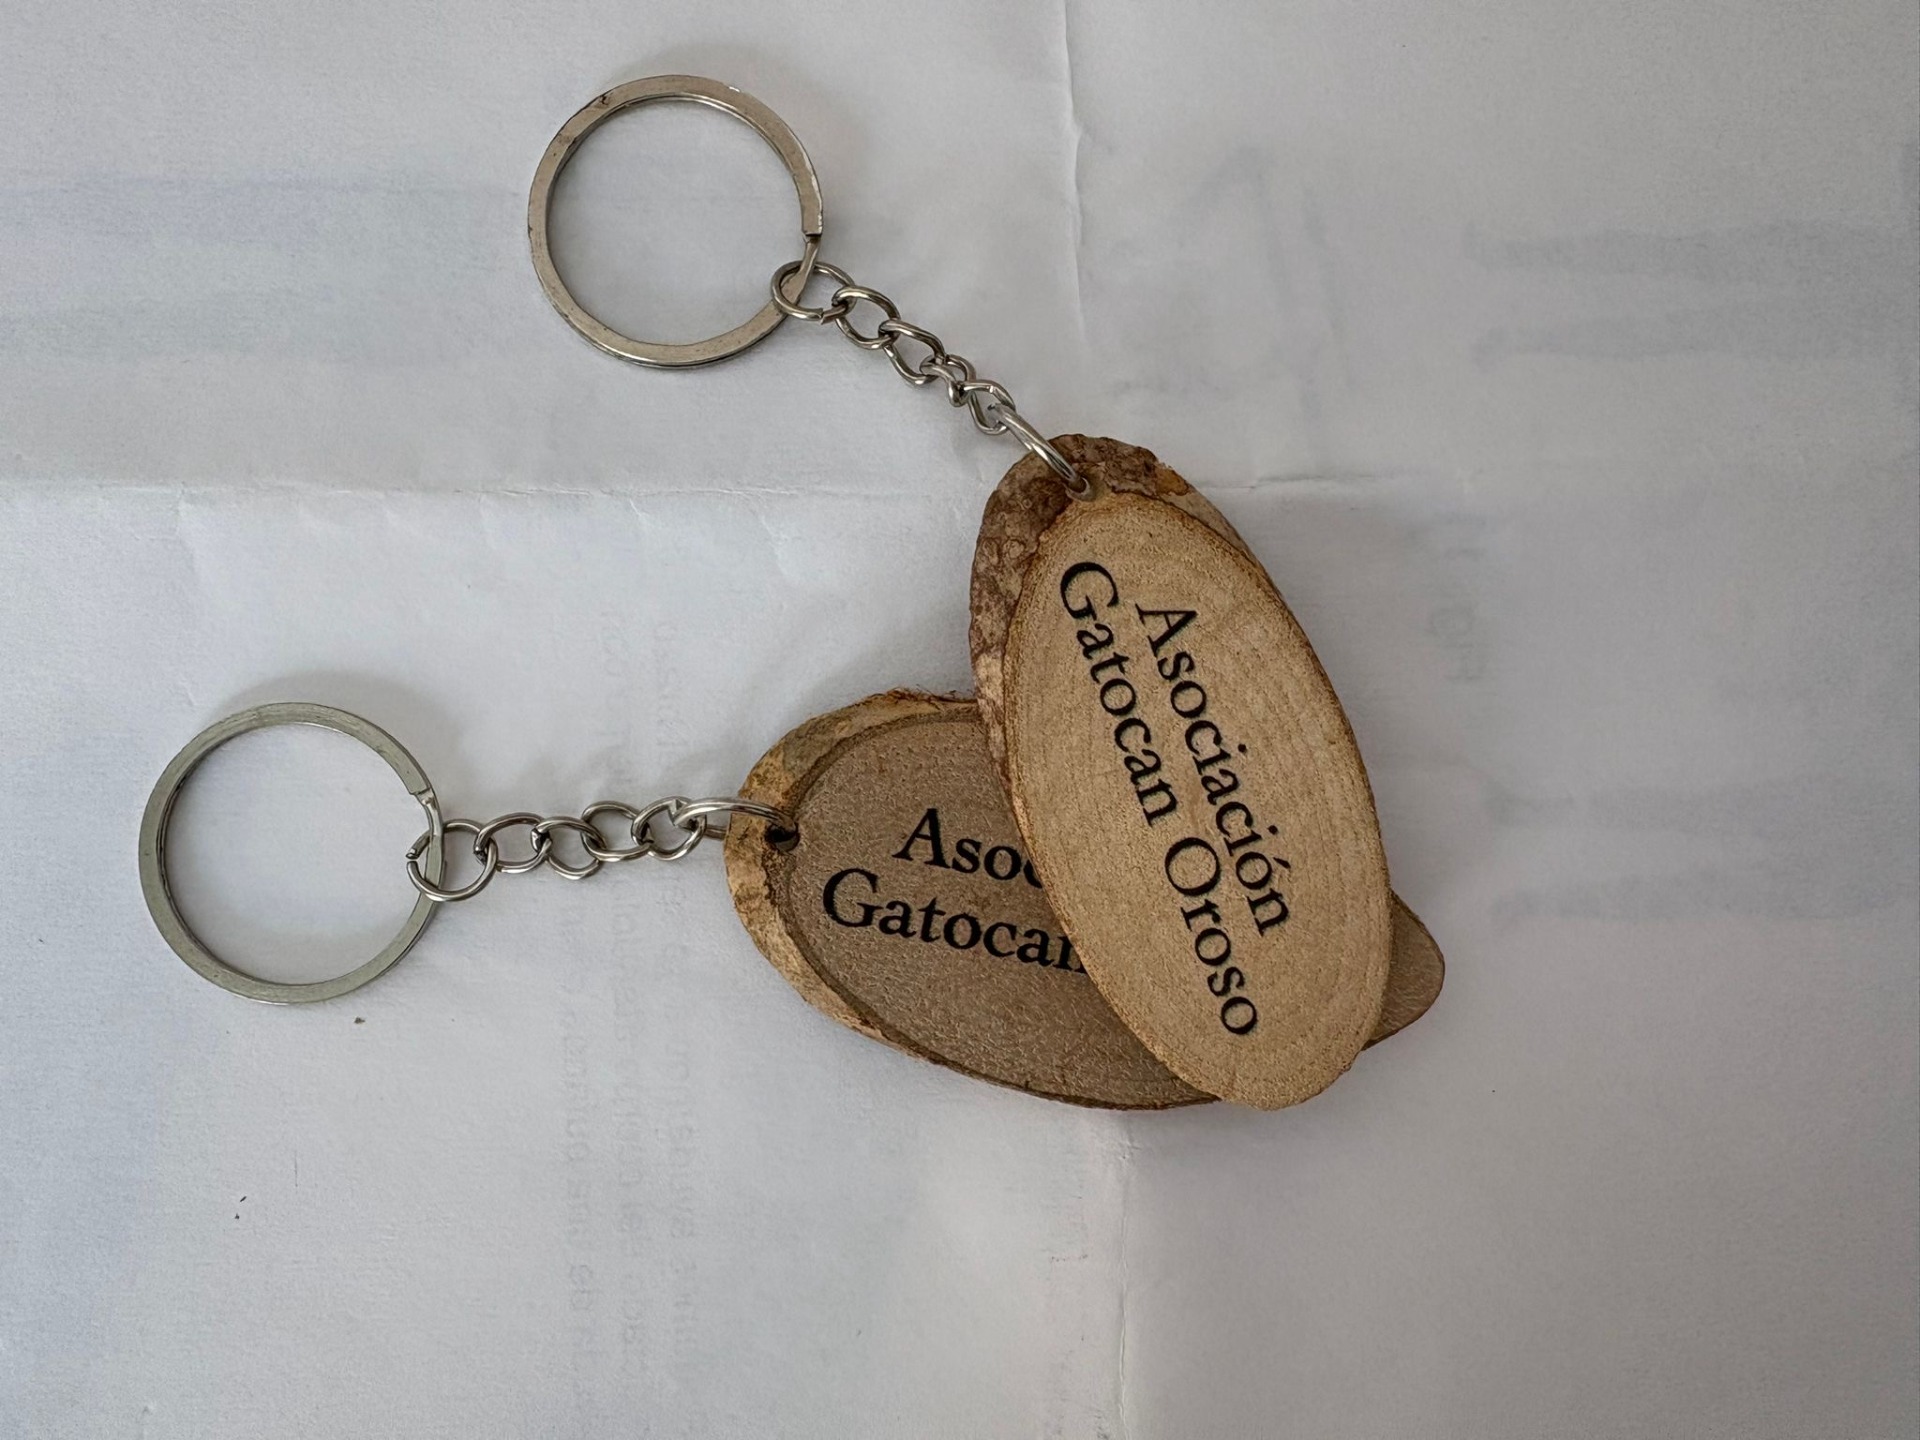 Asociación
Gatocan Oroso
Asoc
Gatocan